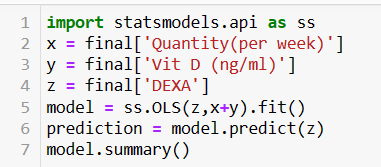 1 import statsmodels.api as ss
2 x = final['Quantity(per week)']
3 y = final['Vit D (ng/ml)']
4 z = final['DEXA']
5 model = ss.OLS(z,x+y).fit()
6 prediction = model.predict(z)
7 model.summary()